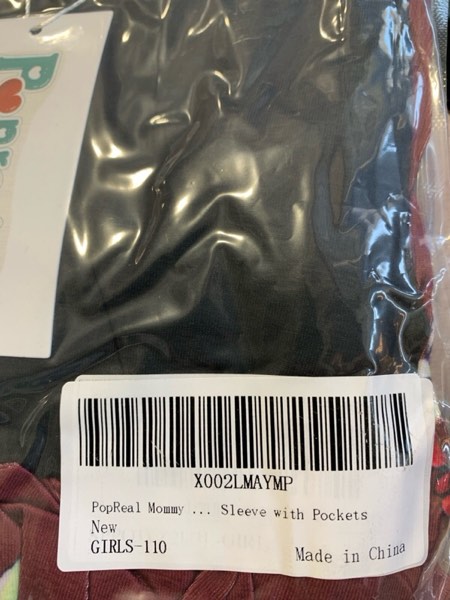 X002LMAYMP
PopReal Mommy ... Sleeve with Pockets
New
GIRLS-110
Made in China